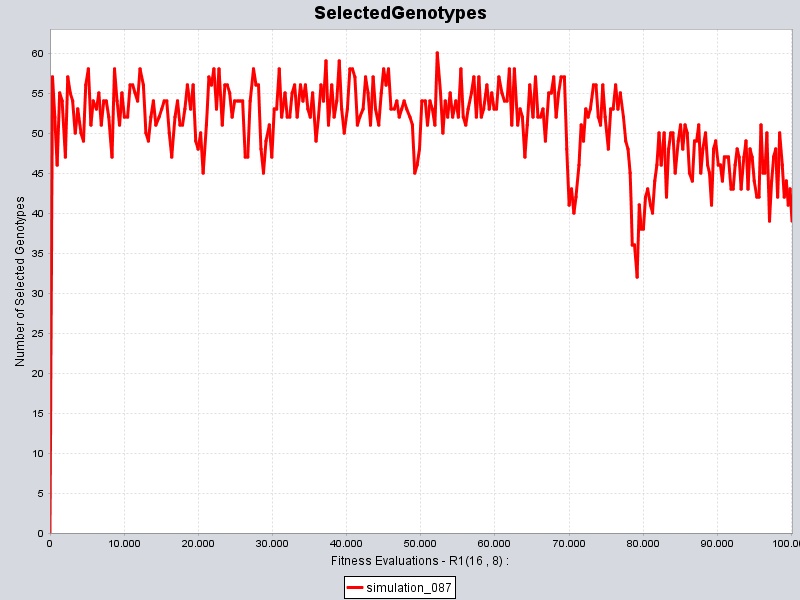 SelectedGenotypes
Number of Selected Genotypes
60
55
50
45
40
35
30
25
20
15
10
5
0
0 10.000 20.000 30.000 40.000 50.000 60.000 70.000 80.000 90.000 100.00
Fitness Evaluations - R1(16 , 8) :
simulation_087